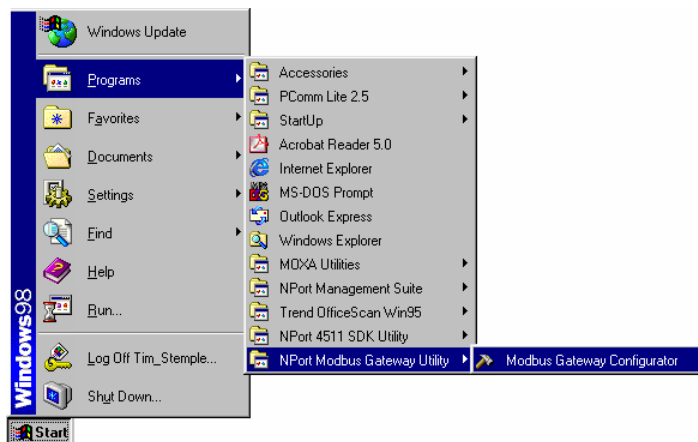 Windows Update
Programs
Favorites
Documents
Settings
Find
Help
Run...
Log Off Tim_Stemple...
Shut Down...
Windows98
Start
Accessories
PComm Lite 2.5
StartUp
Acrobat Reader 5.0
Internet Explorer
MS-DOS Prompt
Outlook Express
Windows Explorer
MOXA Utilities
NPort Management Suite
Trend OfficeScan Win95
NPort 4511 SDK Utility
NPort Modbus Gateway Utility
Modbus Gateway Configurator